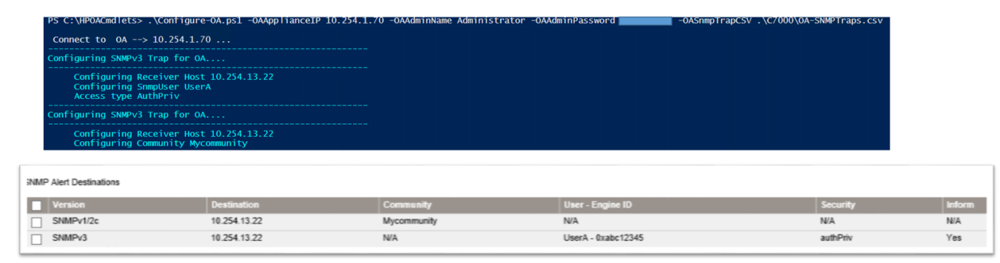 PS C:\HPOACmdlets> .\Configure-OA.ps1 -OAApplianceIP 10.254.1.70 -OAAdminName Administrator -OAAdminPassword -OASnmpTrapCSV .\C7000\OA-SNMPTraps.csv
Connect to OA --> 10.254.1.70 ...
Configuring SNMPv3 Trap for OA....
Configuring Receiver Host 10.254.13.22
Configuring SnmpUser UserA
Access type AuthPriv
Configuring SNMPv3 Trap for OA....
Configuring Receiver Host 10.254.13.22
Configuring Community Mycommunity
SNMP Alert Destinations
Version Destination Community User - Engine ID Security Inform
SNMPv1/2c 10.254.13.22 Mycommunity N/A N/A N/A
SNMPv3 10.254.13.22 N/A UserA - 0xabc12345 authPriv Yes